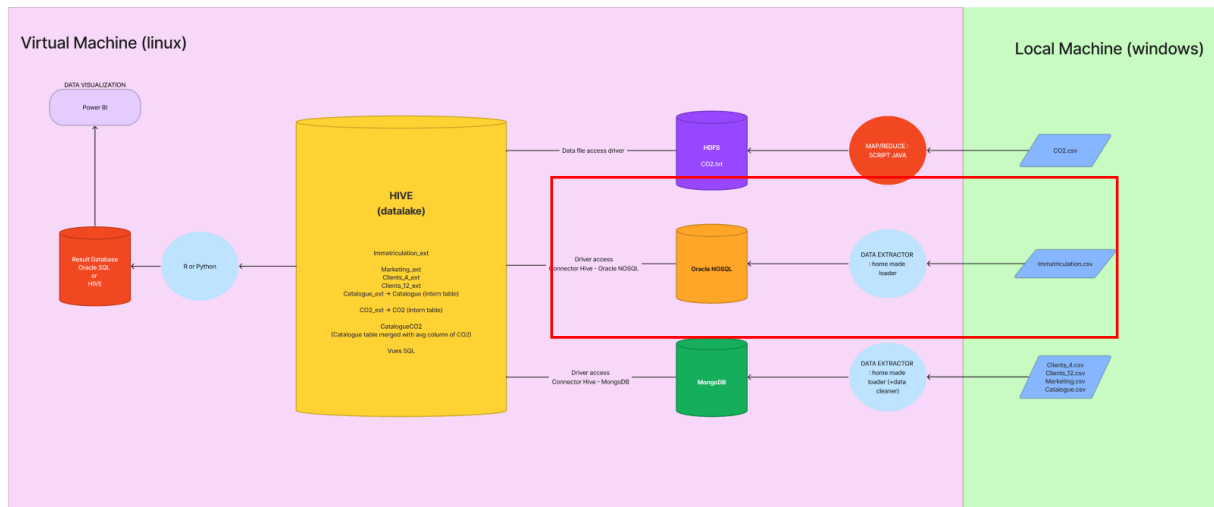 Virtual Machine (linux)
Local Machine (windows)
DATA VISUALIZATION
Power BI
Result Database
Oracle SQL
or
HIVE
R or Python
HIVE
(datalake)
Immatriculation_ext
Marketing_ext
Clients_4_ext
Clients_12_ext
Catalogue_ext → Catalogue (intern table)
CO2_ext → CO2 (intern table)
CatalogueCO2
(Catalogue table merged with avg column of CO2)
Vues SQL
Data file access driver
HDFS
CO2.txt
MAP/REDUCE :
SCRIPT JAVA
CO2.csv
Driver access
Connector Hive - Oracle NOSQL
Oracle NOSQL
DATA EXTRACTOR
: home made
loader
Immatriculation.csv
Driver access
Connector Hive - MongoDB
MongoDB
DATA EXTRACTOR
: home made
loader (+data
cleaner)
Clients_4.csv
Clients_12.csv
Marketing.csv
Catalogue.csv